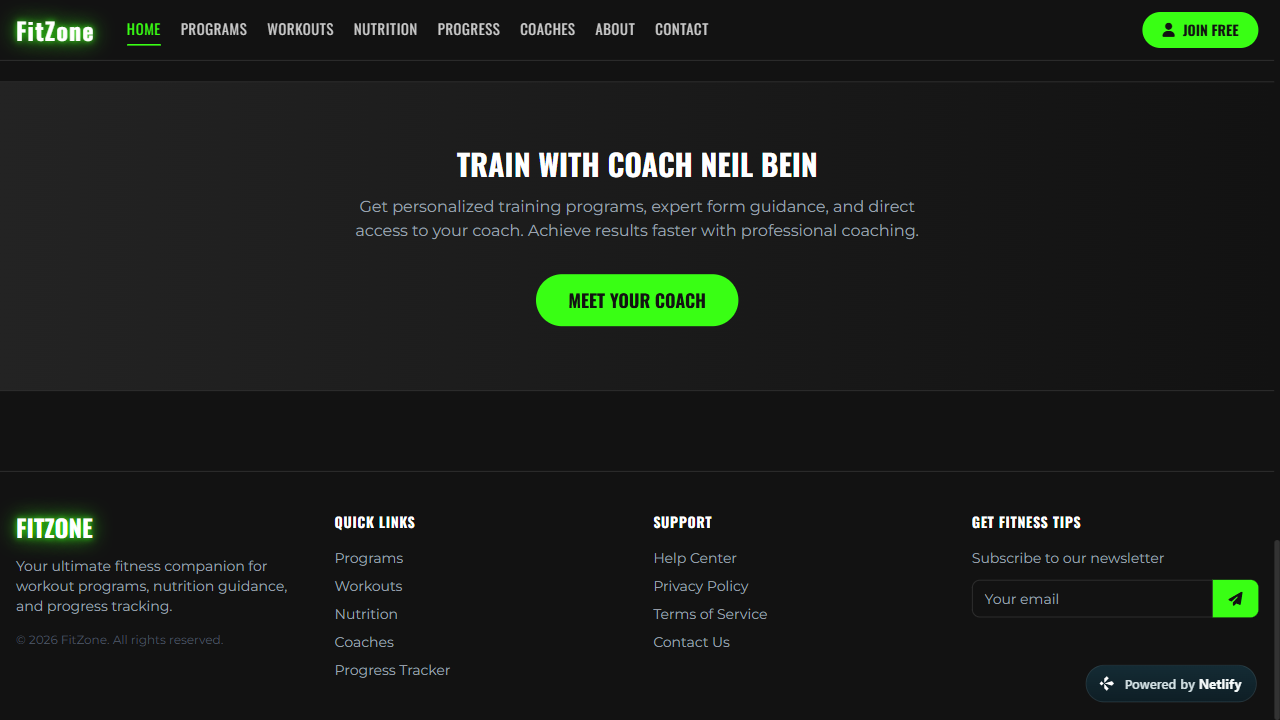 FitZone
HOME PROGRAMS WORKOUTS NUTRITION PROGRESS COACHES ABOUT CONTACT
JOIN FREE
TRAIN WITH COACH NEIL BEIN
Get personalized training programs, expert form guidance, and direct
access to your coach. Achieve results faster with professional coaching.
MEET YOUR COACH
FITZONE
Your ultimate fitness companion for
workout programs, nutrition guidance,
and progress tracking.
© 2026 FitZone. All rights reserved.
QUICK LINKS
Programs
Workouts
Nutrition
Coaches
Progress Tracker
SUPPORT
Help Center
Privacy Policy
Terms of Service
Contact Us
GET FITNESS TIPS
Subscribe to our newsletter
Your email
Powered by Netlify